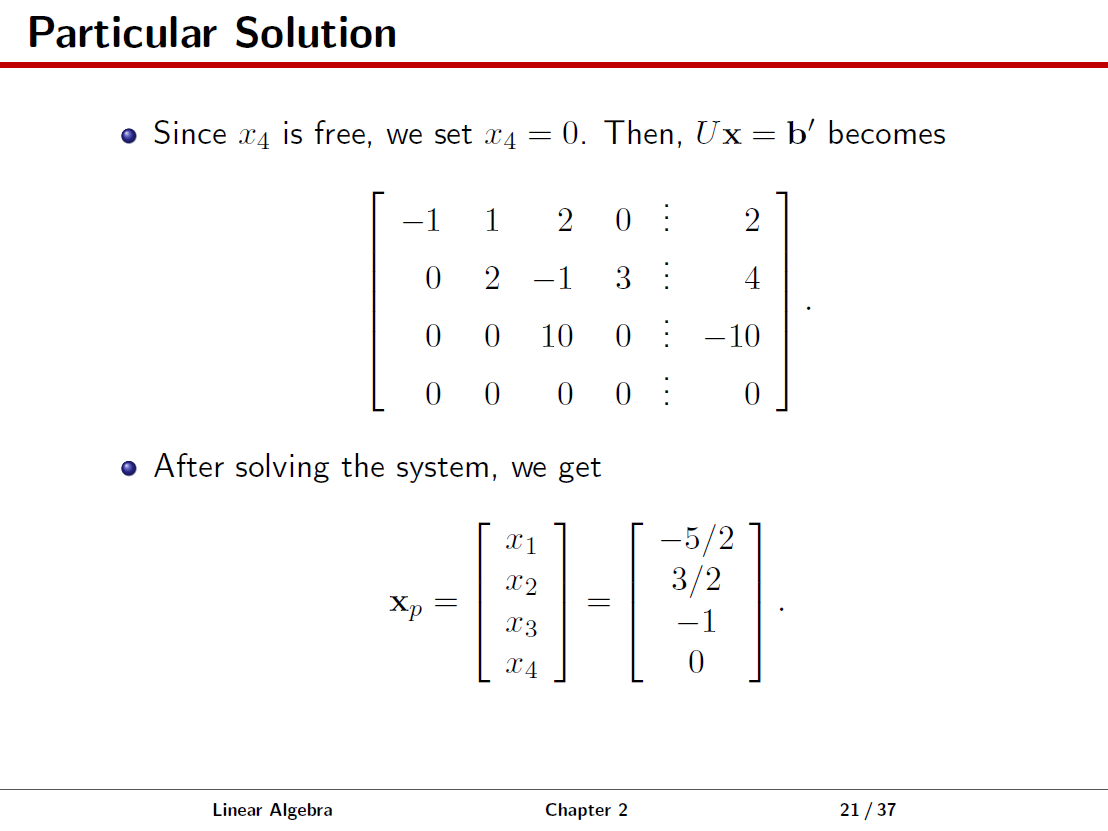 Particular Solution
Since x₄ is free, we set x₄ = 0. Then, Ux = b′ becomes
−1 1 2 0 ⋮ 2
0 2 −1 3 ⋮ 4
0 0 10 0 ⋮ −10
0 0 0 0 ⋮ 0
.
After solving the system, we get
x₁ −5/2
x₂ 3/2
xₚ = = .
x₃ −1
x₄ 0
Linear Algebra Chapter 2 21 / 37